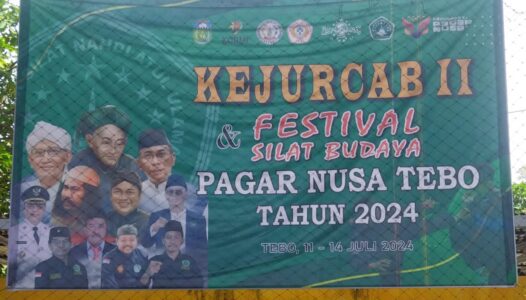 KEJURCAB II
& FESTIVAL
SILAT BUDAYA
PAGAR NUSA TEBO
TAHUN 2024
TEBO, 11 - 14 JULI 2024